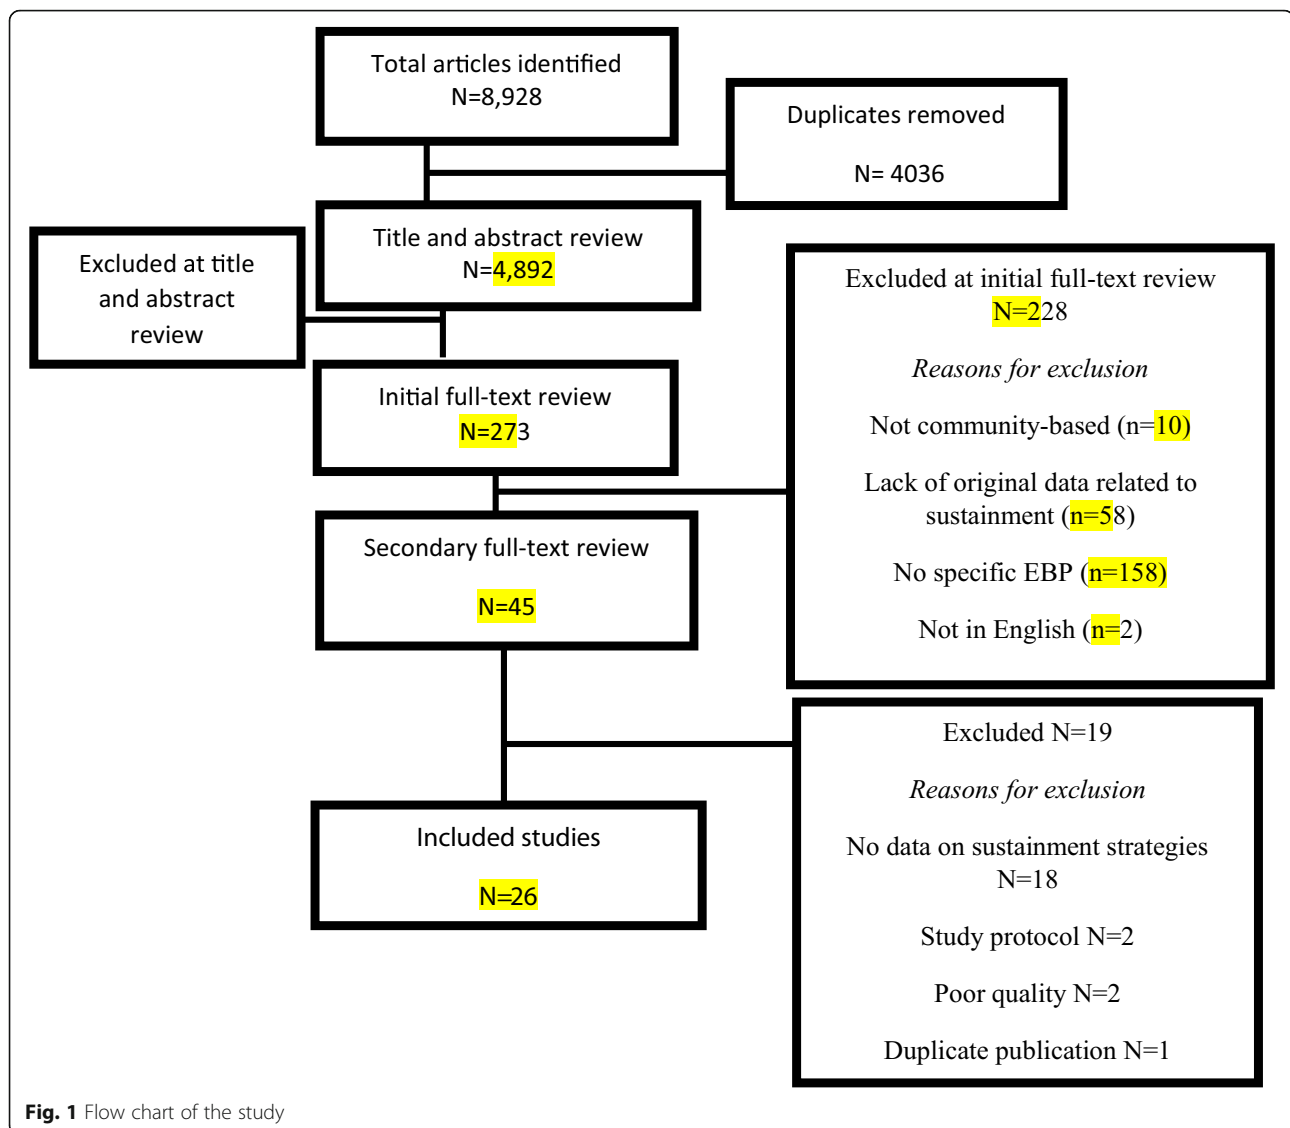 Total articles identified
N=8,928
Duplicates removed
N= 4036
Title and abstract review
N=4,892
Excluded at title
and abstract
review
Initial full-text review
N=273
Excluded at initial full-text review
N=228
Reasons for exclusion
Not community-based (n=10)
Lack of original data related to
sustainment (n=58)
No specific EBP (n=158)
Not in English (n=2)
Secondary full-text review
N=45
Excluded N=19
Reasons for exclusion
No data on sustainment strategies
N=18
Study protocol N=2
Poor quality N=2
Duplicate publication N=1
Included studies
N=26
Fig. 1 Flow chart of the study